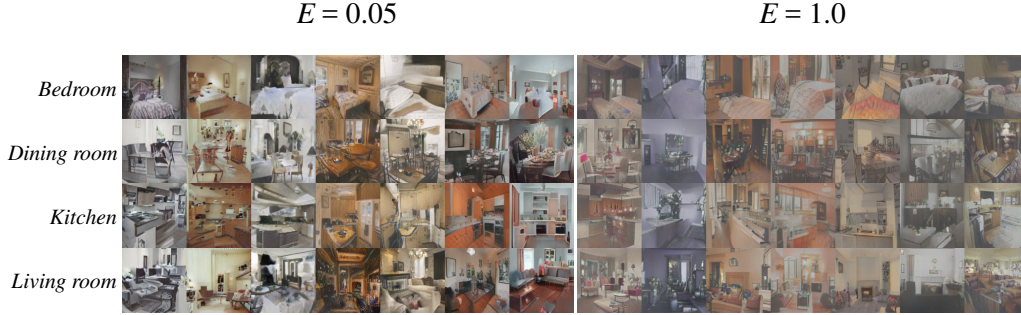 E = 0.05 E = 1.0
Bedroom
Dining room
Kitchen
Living room